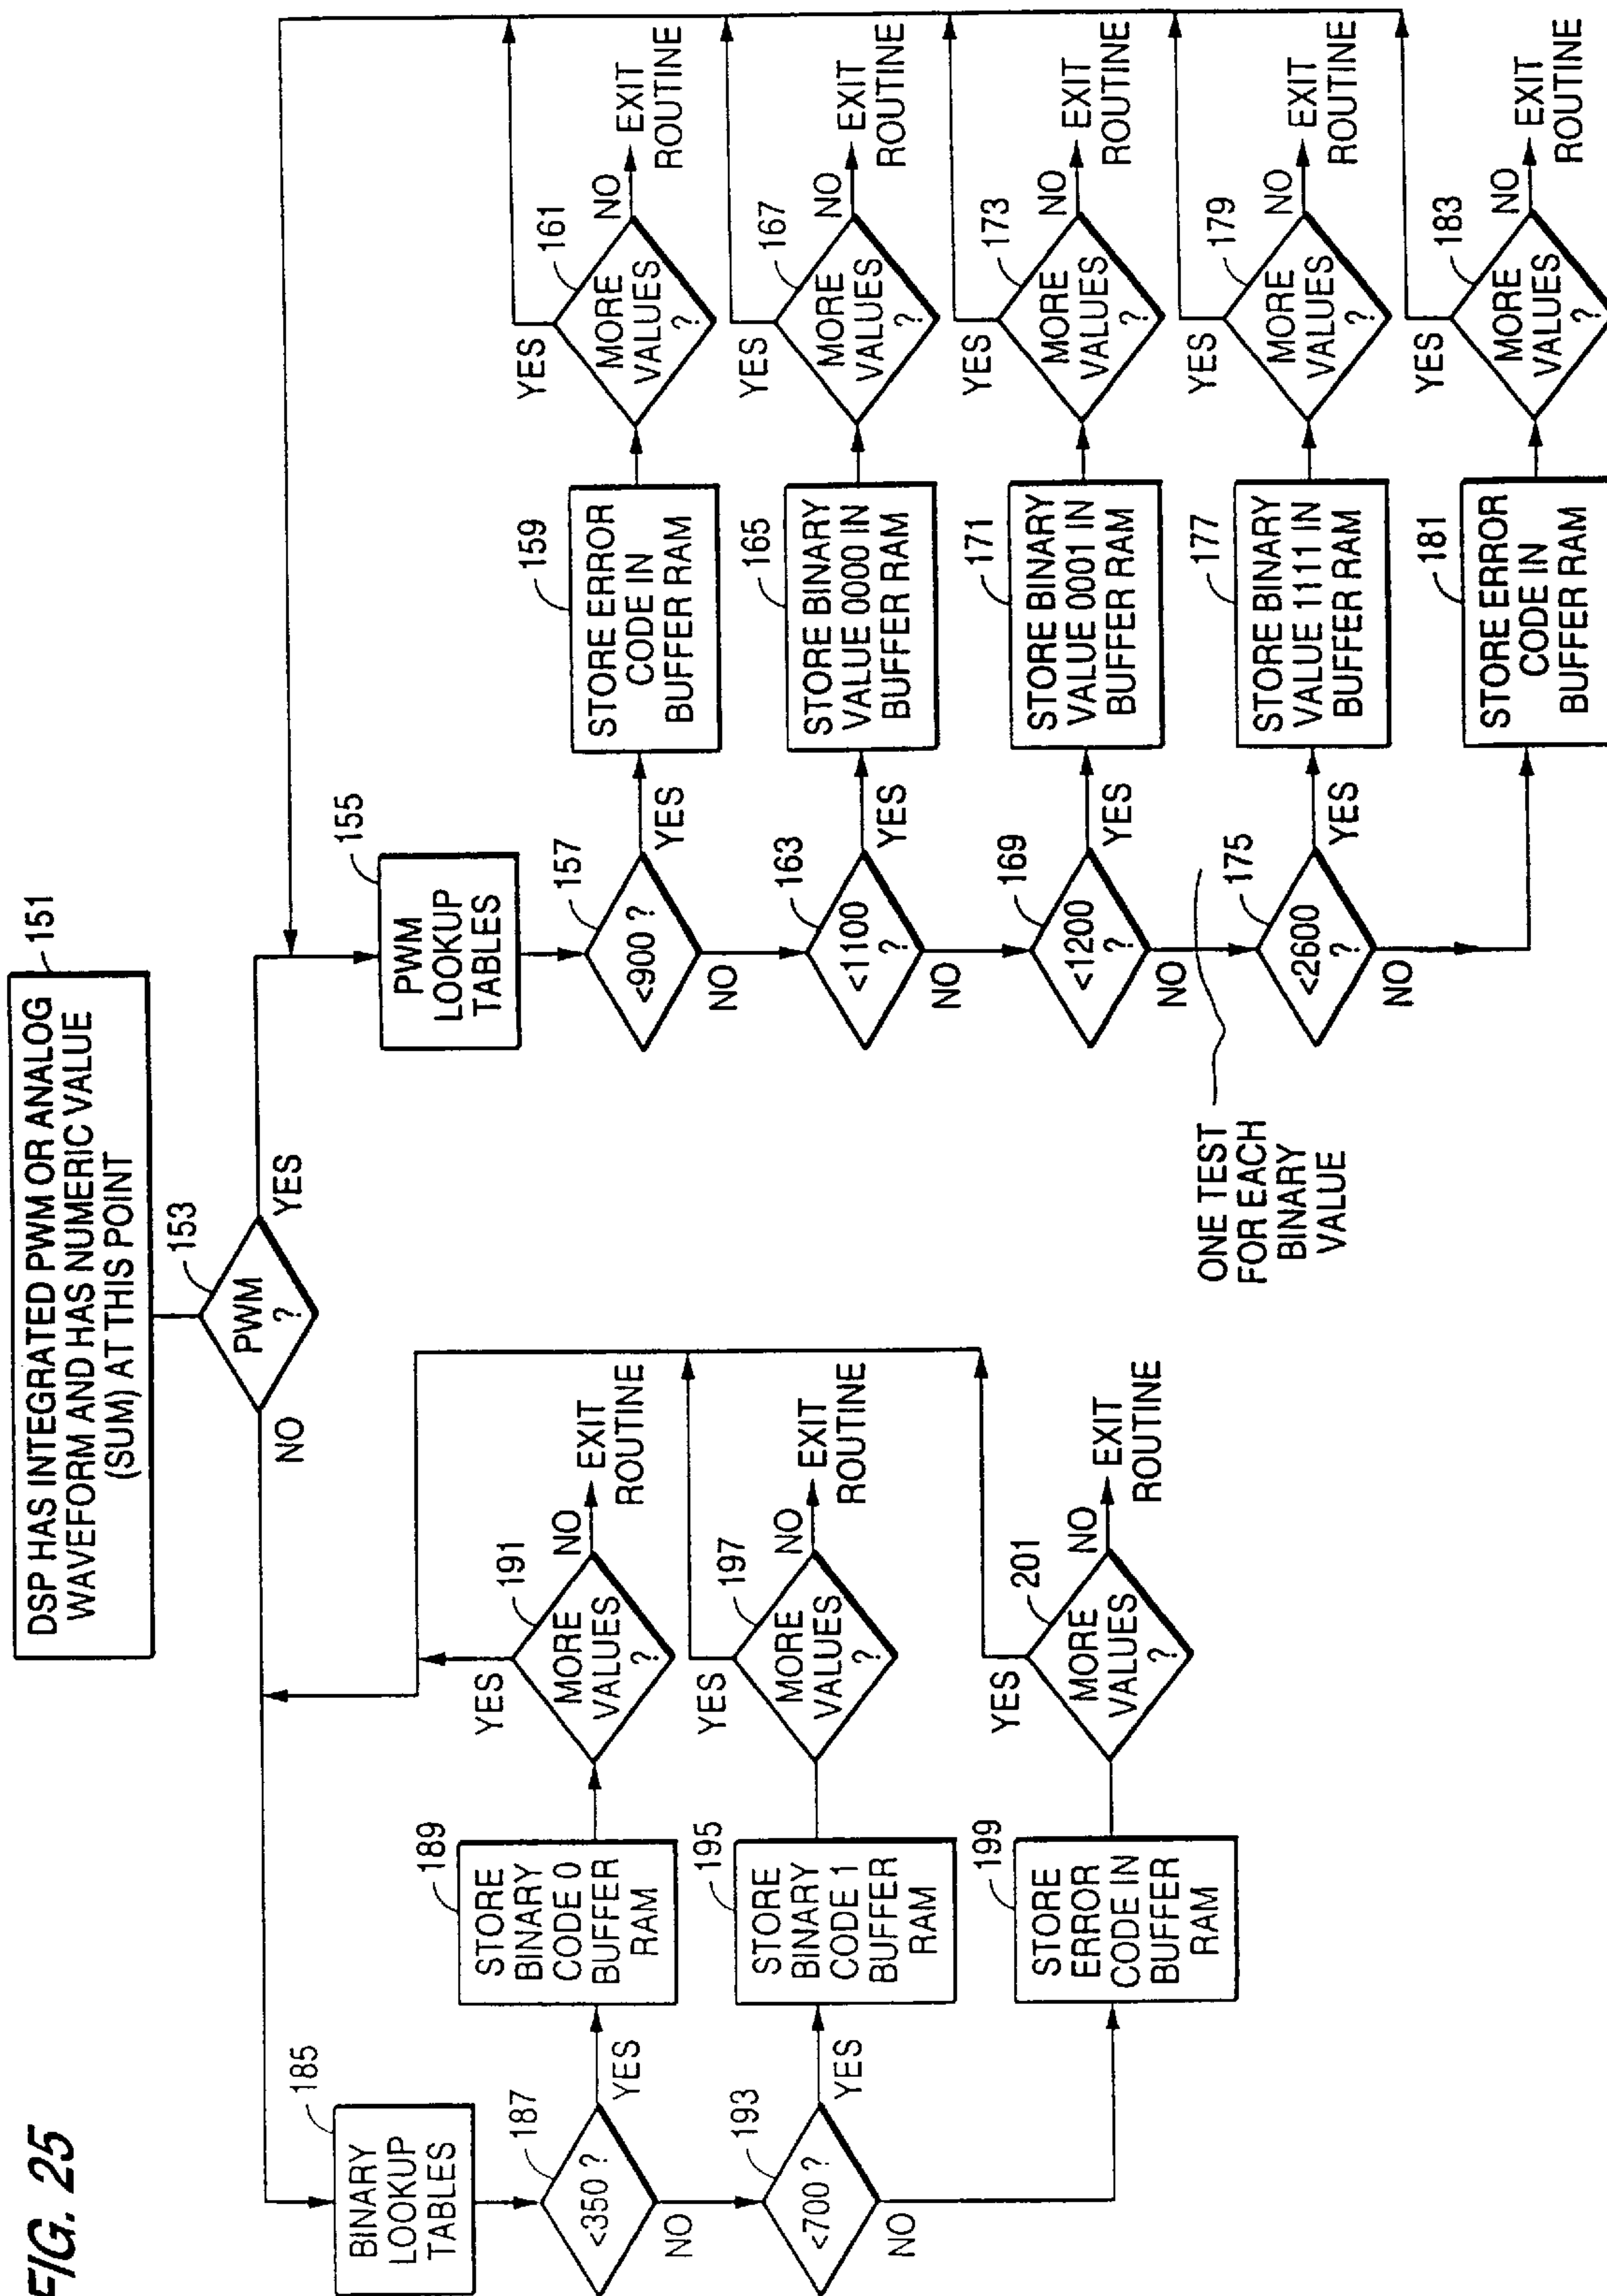 FIG. 25
DSP HAS INTEGRATED PWM OR ANALOG
WAVEFORM AND HAS NUMERIC VALUE
(SUM) AT THIS POINT
151
PWM
?
153
NO
YES
BINARY
LOOKUP
TABLES
185
<350 ?
187
YES
NO
STORE
BINARY
CODE 0
BUFFER
RAM
189
MORE
VALUES
?
191
YES
NO
EXIT
ROUTINE
<700 ?
193
YES
NO
STORE
BINARY
CODE 1
BUFFER
RAM
195
MORE
VALUES
?
197
YES
NO
EXIT
ROUTINE
STORE
ERROR
CODE IN
BUFFER
RAM
199
MORE
VALUES
?
201
YES
NO
EXIT
ROUTINE
PWM
LOOKUP
TABLES
155
<900 ?
157
YES
NO
STORE ERROR
CODE IN
BUFFER RAM
159
MORE
VALUES
?
161
YES
NO
EXIT
ROUTINE
<1100
?
163
YES
NO
STORE BINARY
VALUE 0000 IN
BUFFER RAM
165
MORE
VALUES
?
167
YES
NO
EXIT
ROUTINE
<1200
?
169
YES
NO
STORE BINARY
VALUE 0001 IN
BUFFER RAM
171
MORE
VALUES
?
173
YES
NO
EXIT
ROUTINE
ONE TEST
FOR EACH
BINARY
VALUE
<2600
?
175
YES
NO
STORE BINARY
VALUE 1111 IN
BUFFER RAM
177
MORE
VALUES
?
179
YES
NO
EXIT
ROUTINE
STORE ERROR
CODE IN
BUFFER RAM
181
MORE
VALUES
?
183
YES
NO
EXIT
ROUTINE